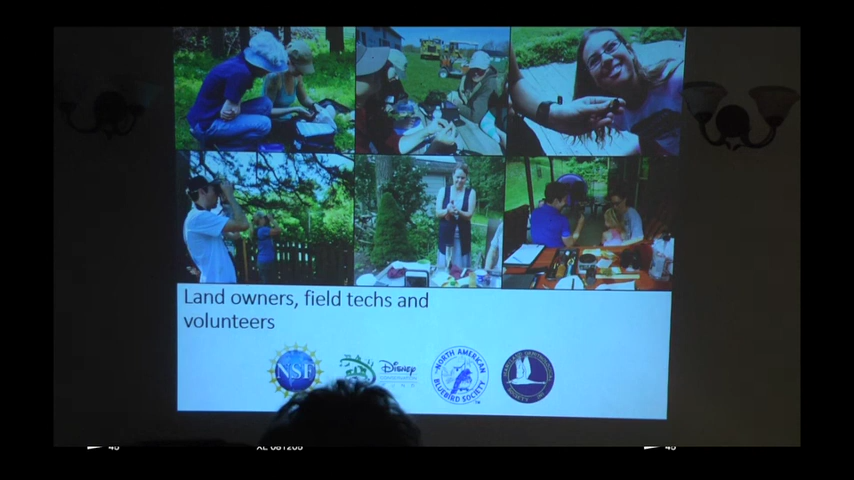 Land owners, field techs and
volunteers
NSF
Disney
NORTH AMERICAN
BLUEBIRD SOCIETY